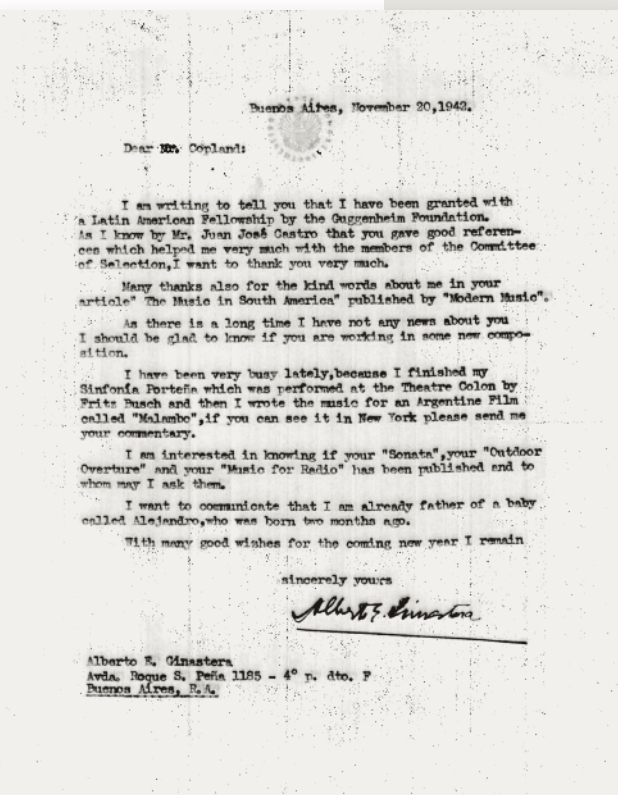 Buenos Aires, November 20,1942.
Dear Mr. Copland:
I am writing to tell you that I have been granted with
a Latin American Fellowship by the Guggenheim Foundation.
As I know by Mr. Juan José Castro that you gave good referen-
ces which helped me very much with the members of the Committee
of Selection,I want to thank you very much.
Many thanks also for the kind words about me in your
article" The Music in South America" published by "Modern Music".
As there is a long time I have not any news about you
I should be glad to know if you are working in some new compo-
sition.
I have been very busy lately,because I finished my
Sinfonía Porteña which was performed at the Theatre Colon by
Fritz Busch and then I wrote the music for an Argentine Film
called "Malambo",if you can see it in New York please send me
your commentary.
I am interested in knowing if your "Sonata",your "Outdoor
Overture" and your "Music for Radio" has been published and to
whom may I ask them.
I want to communicate that I am already father of a baby
called Alejandro,who was born two months ago.
With many good wishes for the coming new year I remain
sincerely yours
Alberto E. Ginastera
Alberto E. Ginastera
Avda. Roque S. Peña 1185 - 4° p. dto. F
Buenos Aires, R.A.